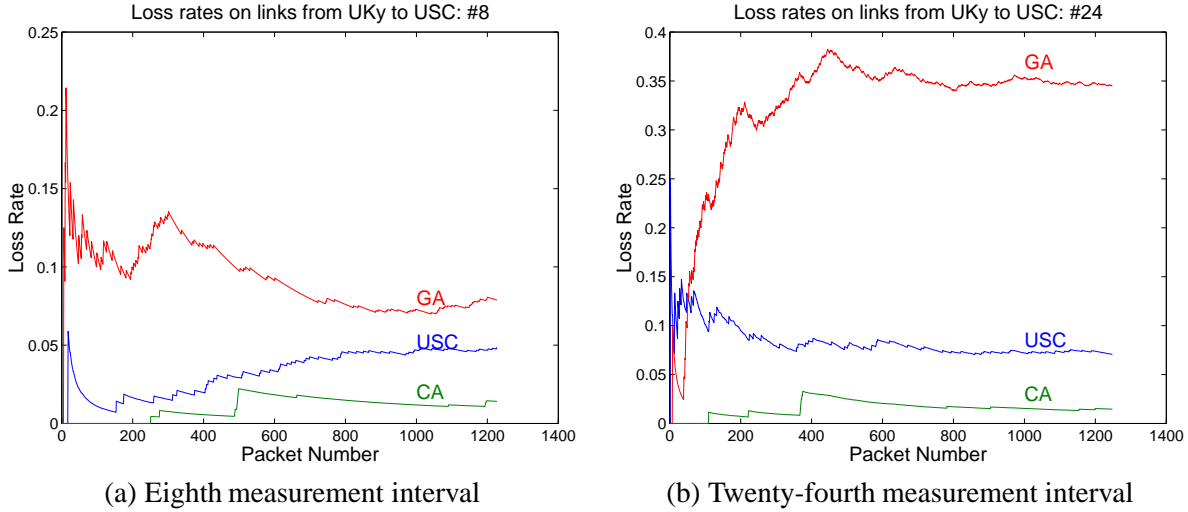 Loss rates on links from UKy to USC: #8
0.25
0.2
0.15
0.1
0.05
0
Loss Rate
GA
USC
CA
0 200 400 600 800 1000 1200 1400
Packet Number
(a) Eighth measurement interval
Loss rates on links from UKy to USC: #24
0.4
0.35
0.3
0.25
0.2
0.15
0.1
0.05
0
Loss Rate
GA
USC
CA
0 200 400 600 800 1000 1200 1400
Packet Number
(b) Twenty-fourth measurement interval